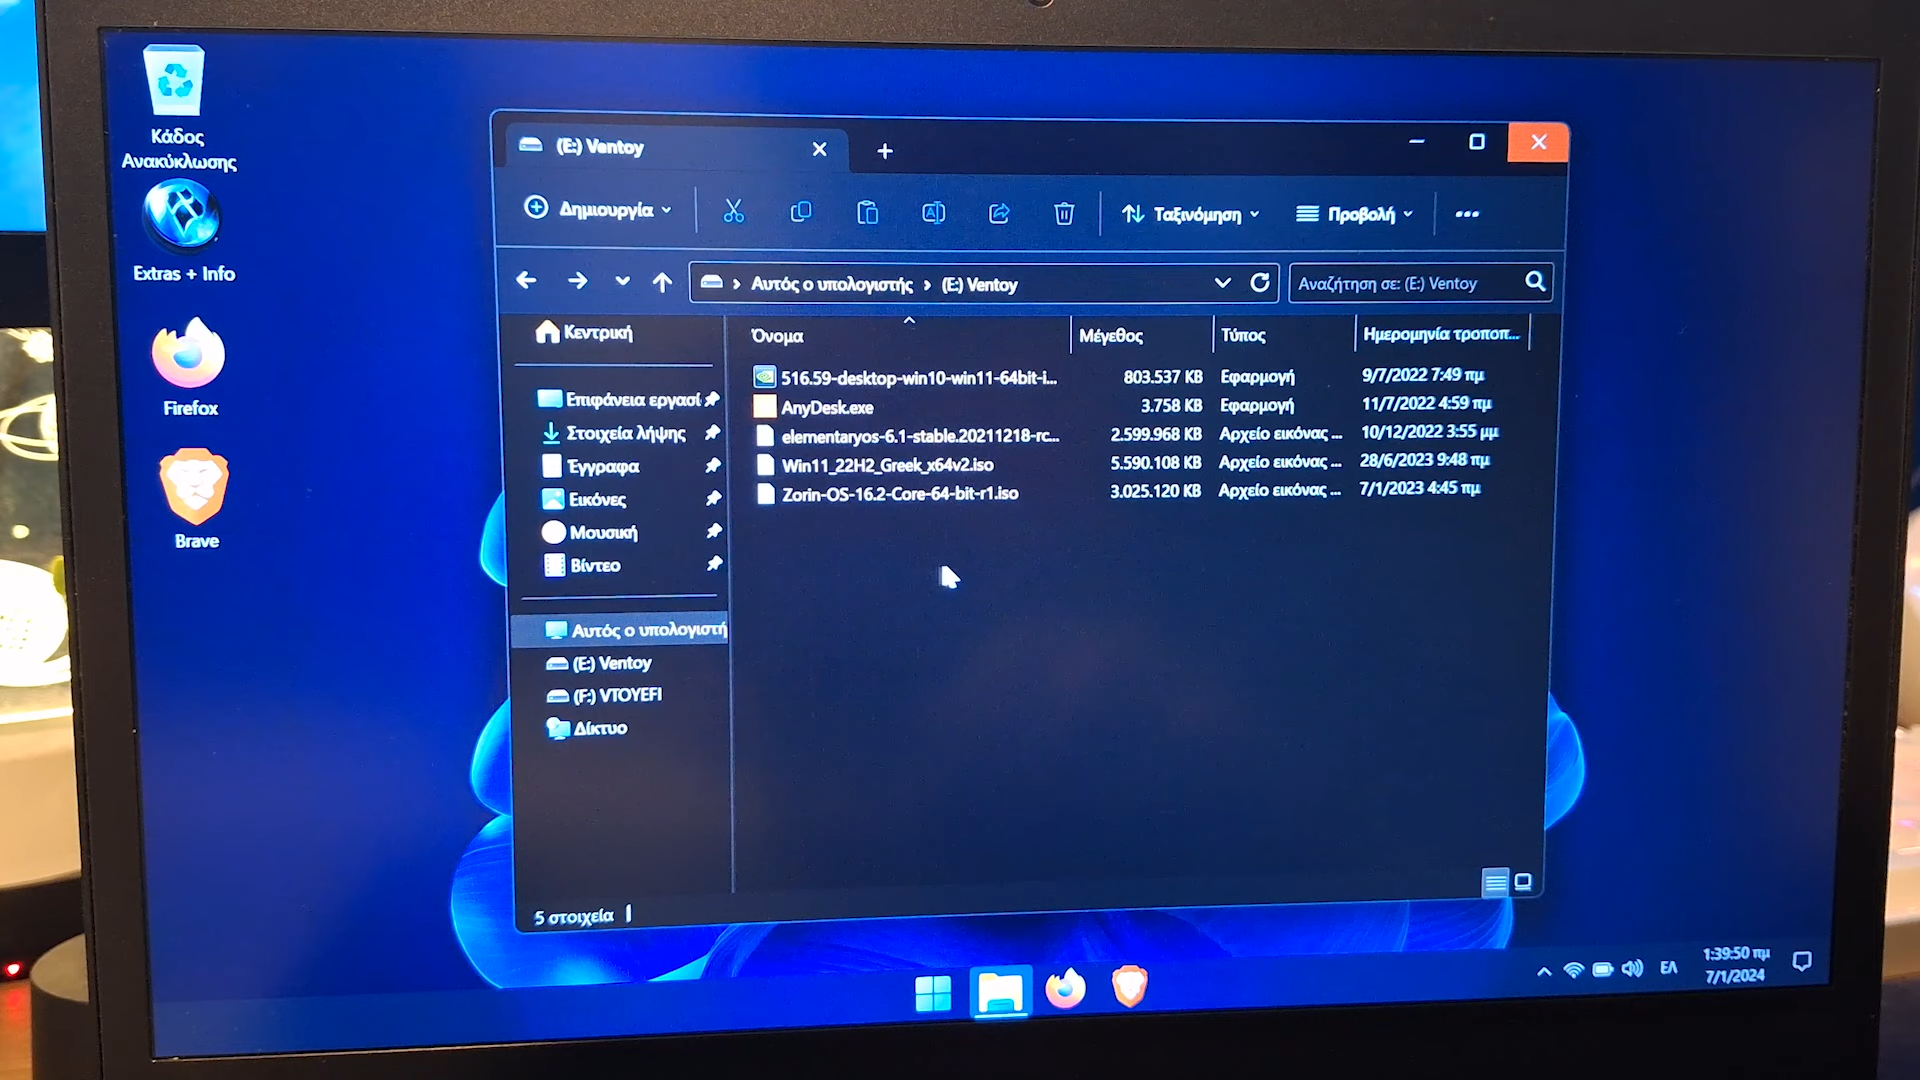 Κάδος
Ανακύκλωσης
Extras + Info
Firefox
Brave
(E:) Ventoy
Δημιουργία
Ταξινόμηση
Προβολή
Αυτός ο υπολογιστής › (E:) Ventoy
Αναζήτηση σε: (E:) Ventoy
Κεντρική
Επιφάνεια εργασί
Στοιχεία λήψης
Έγγραφα
Εικόνες
Μουσική
Βίντεο
Αυτός ο υπολογιστή
(E:) Ventoy
(F:) VTOYEFI
Δίκτυο
Όνομα Μέγεθος Τύπος Ημερομηνία τροποπ...
516.59-desktop-win10-win11-64bit-i... 803.537 KB Εφαρμογή 9/7/2022 7:49 πμ
AnyDesk.exe 3.758 KB Εφαρμογή 11/7/2022 4:59 πμ
elementaryos-6.1-stable.20211218-rc... 2.599.968 KB Αρχείο εικόνας ... 10/12/2022 3:55 μμ
Win11_22H2_Greek_x64v2.iso 5.590.108 KB Αρχείο εικόνας ... 28/6/2023 9:48 πμ
Zorin-OS-16.2-Core-64-bit-r1.iso 3.025.120 KB Αρχείο εικόνας ... 7/1/2023 4:45 πμ
5 στοιχεία
ΕΛ
1:39:50 πμ
7/1/2024